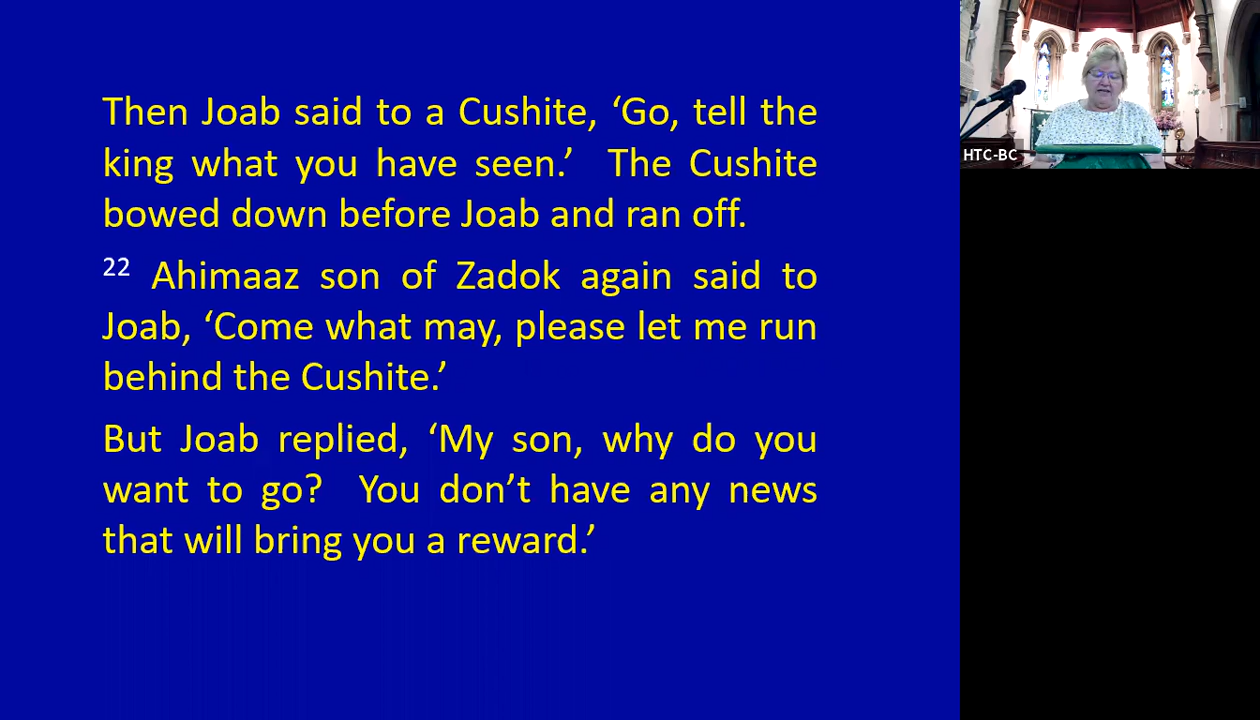 Then Joab said to a Cushite, ‘Go, tell the
king what you have seen.’ The Cushite
bowed down before Joab and ran off.
22 Ahimaaz son of Zadok again said to
Joab, ‘Come what may, please let me run
behind the Cushite.’
But Joab replied, ‘My son, why do you
want to go? You don’t have any news
that will bring you a reward.’
HTC-BC